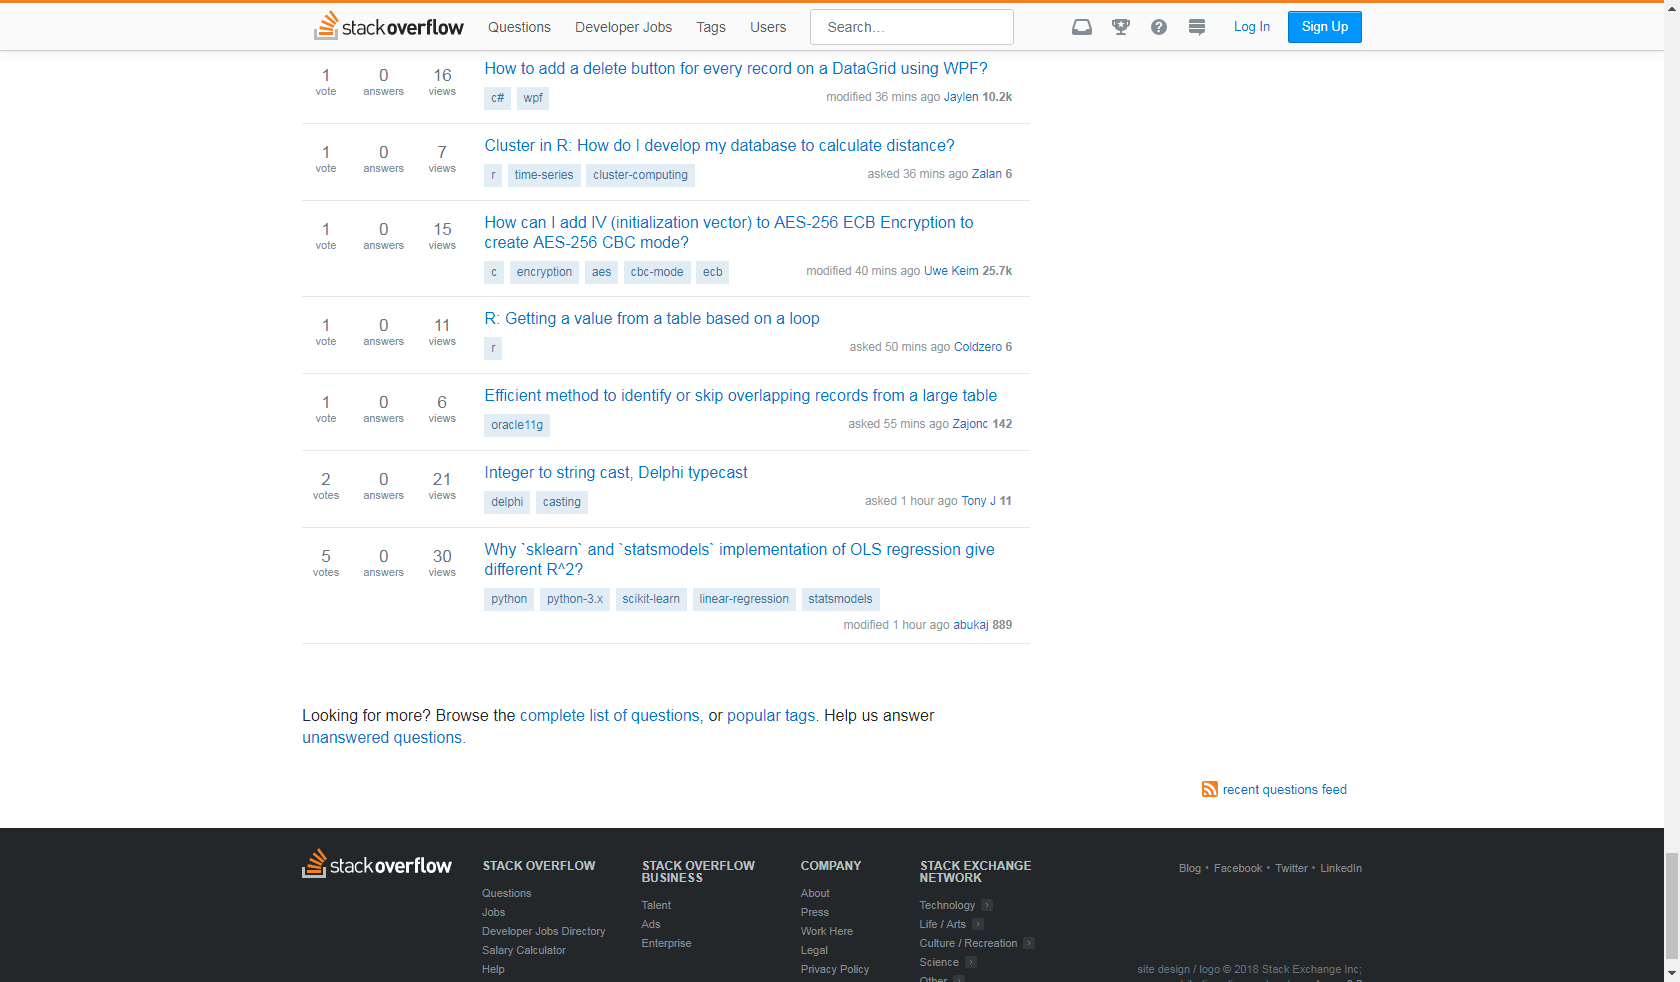 stackoverflow Questions Developer Jobs Tags Users Search... Log In Sign Up
1 vote 0 answers 16 views
How to add a delete button for every record on a DataGrid using WPF?
c# wpf modified 36 mins ago Jaylen 10.2k
1 vote 0 answers 7 views
Cluster in R: How do I develop my database to calculate distance?
r time-series cluster-computing asked 36 mins ago Zalan 6
1 vote 0 answers 15 views
How can I add IV (initialization vector) to AES-256 ECB Encryption to
create AES-256 CBC mode?
c encryption aes cbc-mode ecb modified 40 mins ago Uwe Keim 25.7k
1 vote 0 answers 11 views
R: Getting a value from a table based on a loop
r asked 50 mins ago Coldzero 6
1 vote 0 answers 6 views
Efficient method to identify or skip overlapping records from a large table
oracle11g asked 55 mins ago Zajonc 142
2 votes 0 answers 21 views
Integer to string cast, Delphi typecast
delphi casting asked 1 hour ago Tony J 11
5 votes 0 answers 30 views
Why `sklearn` and `statsmodels` implementation of OLS regression give
different R^2?
python python-3.x scikit-learn linear-regression statsmodels
modified 1 hour ago abukaj 889
Looking for more? Browse the complete list of questions, or popular tags. Help us answer
unanswered questions.
recent questions feed
stackoverflow
STACK OVERFLOW
Questions
Jobs
Developer Jobs Directory
Salary Calculator
Help
STACK OVERFLOW
BUSINESS
Talent
Ads
Enterprise
COMPANY
About
Press
Work Here
Legal
Privacy Policy
STACK EXCHANGE
NETWORK
Technology
Life / Arts
Culture / Recreation
Science
Other
Blog • Facebook • Twitter • LinkedIn
site design / logo © 2018 Stack Exchange Inc;